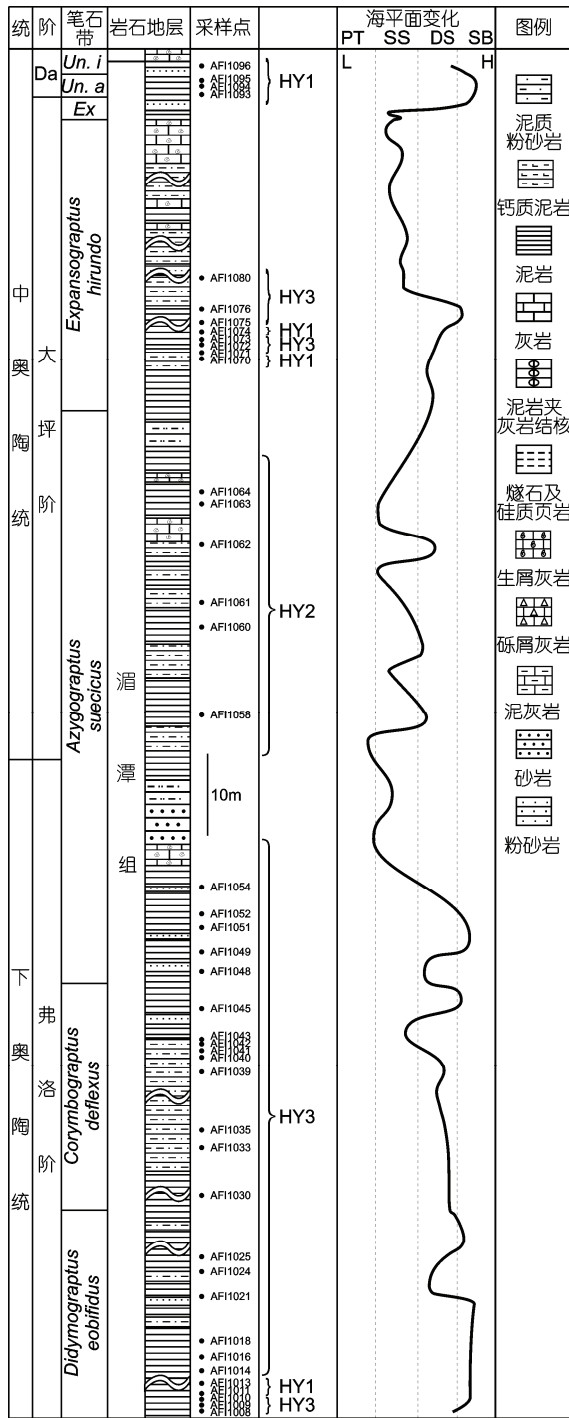 统 阶 笔石带 岩石地层 采样点 海平面变化 图例
PT SS DS SB
L H
中奥陶统
下奥陶统
Da
大坪阶
弗洛阶
Un. i
Un. a
Ex
Expansograptus hirundo
Azygograptus suecicus
Corymbograptus deflexus
Didymograptus eobifidus
湄潭组
AFI1096
AFI1095
AFI1094
AFI1093
AFI1080
AFI1076
AFI1075
AFI1074
AFI1073
AFI1072
AFI1071
AFI1070
AFI1064
AFI1063
AFI1062
AFI1061
AFI1060
AFI1058
10m
AFI1054
AFI1052
AFI1051
AFI1049
AFI1048
AFI1045
AFI1043
AFI1042
AFI1041
AFI1040
AFI1039
AFI1035
AFI1033
AFI1030
AFI1025
AFI1024
AFI1021
AFI1018
AFI1016
AFI1014
AFI1013
AFI1011
AFI1010
AFI1009
AFI1008
HY1
HY3
HY1
HY3
HY1
HY2
HY3
HY1
HY3
泥质
粉砂岩
钙质泥岩
泥岩
灰岩
泥岩夹
灰岩结核
燧石及
硅质页岩
生屑灰岩
砾屑灰岩
泥灰岩
砂岩
粉砂岩